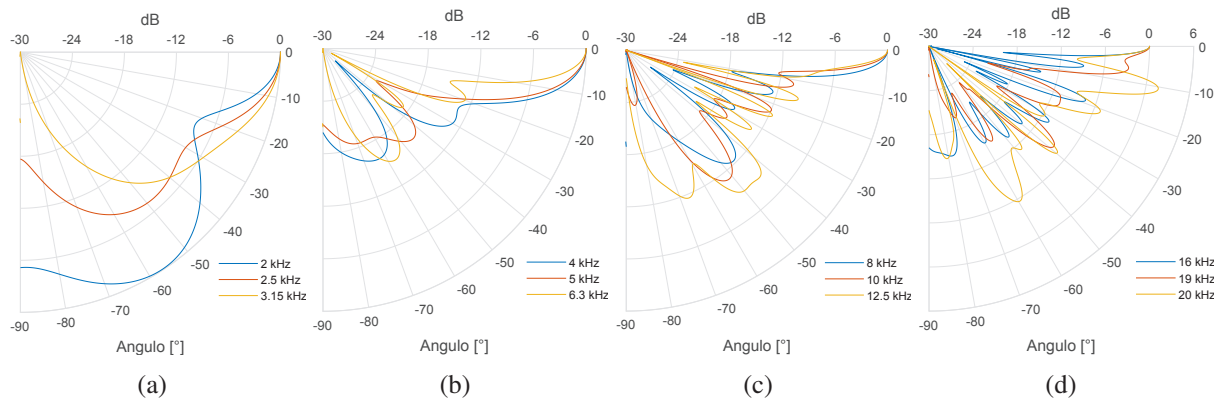 dB
-30 -24 -18 -12 -6 0
-10
-20
-30
-40
-50
-60
-70
-80
-90
2 kHz
2.5 kHz
3.15 kHz
Angulo [°]
(a)
dB
-30 -24 -18 -12 -6 0
-10
-20
-30
-40
-50
-60
-70
-80
-90
4 kHz
5 kHz
6.3 kHz
Angulo [°]
(b)
dB
-30 -24 -18 -12 -6 0
-10
-20
-30
-40
-50
-60
-70
-80
-90
8 kHz
10 kHz
12.5 kHz
Angulo [°]
(c)
dB
-30 -24 -18 -12 -6 0 6
0
-10
-20
-30
-40
-50
-60
-70
-80
-90
16 kHz
19 kHz
20 kHz
Angulo [°]
(d)